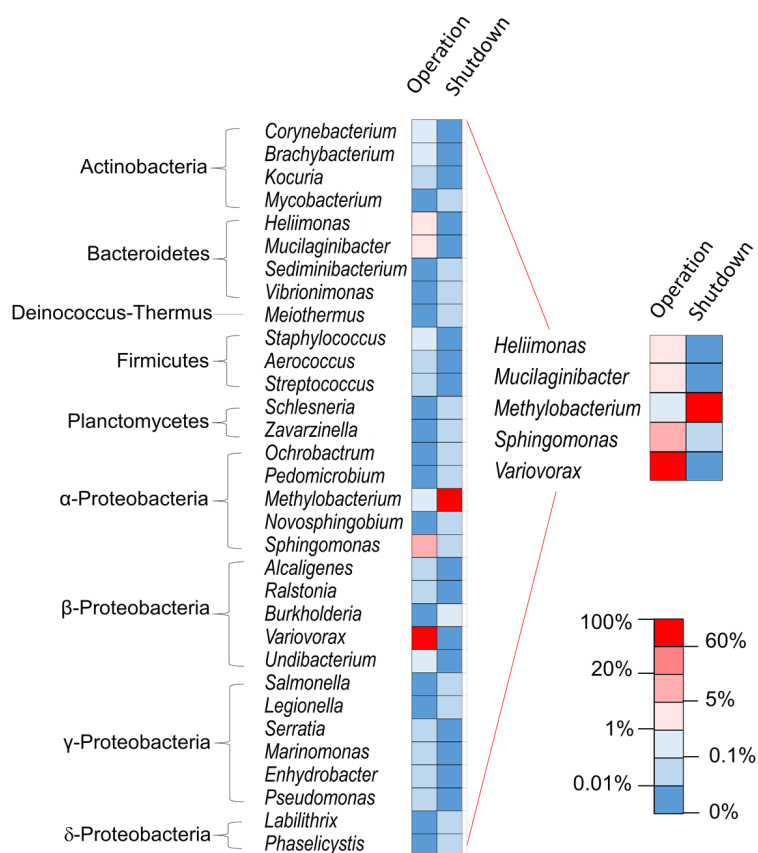 Operation
Shutdown
Actinobacteria
Corynebacterium
Brachybacterium
Kocuria
Mycobacterium
Bacteroidetes
Heliimonas
Mucilaginibacter
Sediminibacterium
Vibrionimonas
Deinococcus-Thermus
Meiothermus
Firmicutes
Staphylococcus
Aerococcus
Streptococcus
Planctomycetes
Schlesneria
Zavarzinella
α-Proteobacteria
Ochrobactrum
Pedomicrobium
Methylobacterium
Novosphingobium
Sphingomonas
β-Proteobacteria
Alcaligenes
Ralstonia
Burkholderia
Variovorax
Undibacterium
γ-Proteobacteria
Salmonella
Legionella
Serratia
Marinomonas
Enhydrobacter
Pseudomonas
δ-Proteobacteria
Labilithrix
Phaselicystis
Operation
Shutdown
Heliimonas
Mucilaginibacter
Methylobacterium
Sphingomonas
Variovorax
100%
60%
20%
5%
1%
0.1%
0.01%
0%